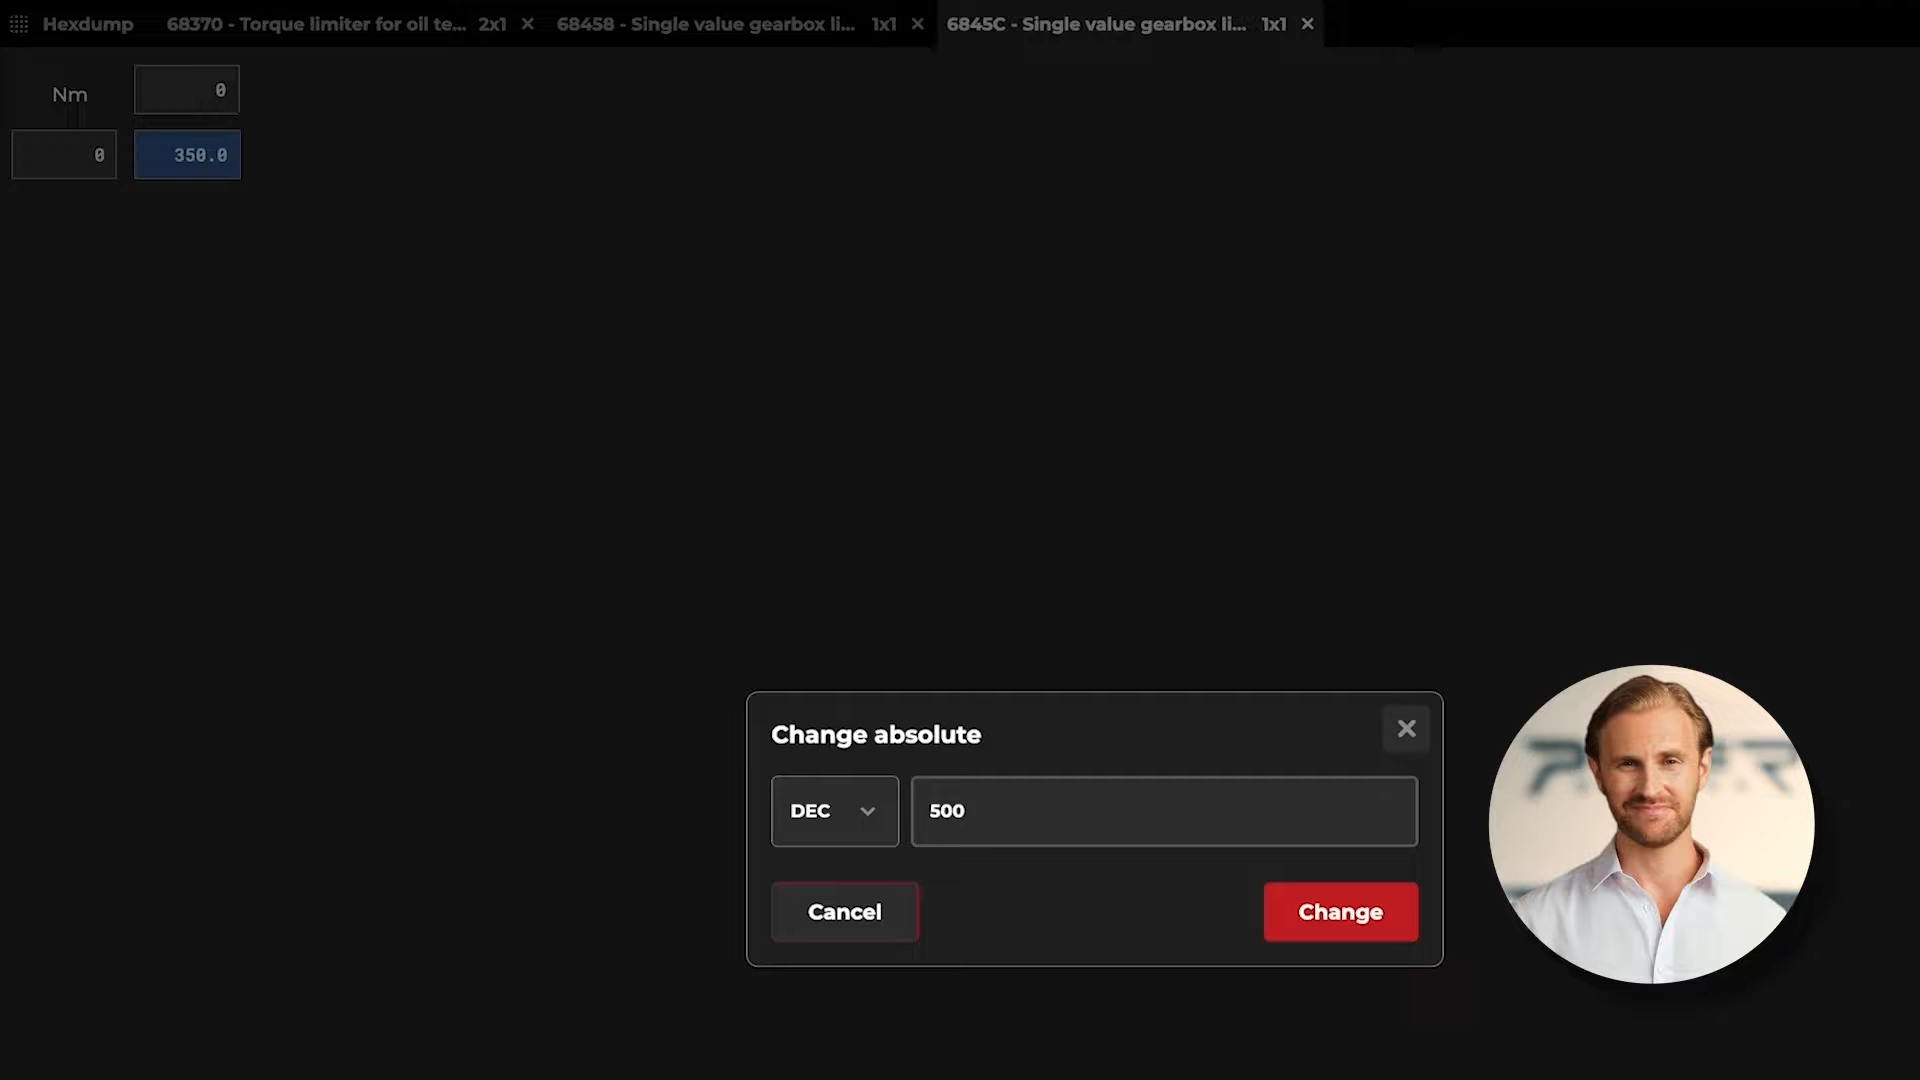 Hexdump
68370 - Torque limiter for oil te... 2x1
68458 - Single value gearbox li... 1x1
6845C - Single value gearbox li... 1x1
Nm
0
0
350.0
Change absolute
DEC
500
Cancel
Change